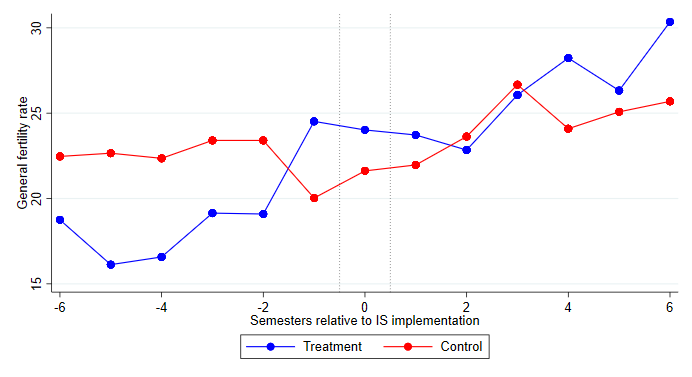 General fertility rate
30
25
20
15
-6 -4 -2 0 2 4 6
Semesters relative to IS implementation
Treatment Control